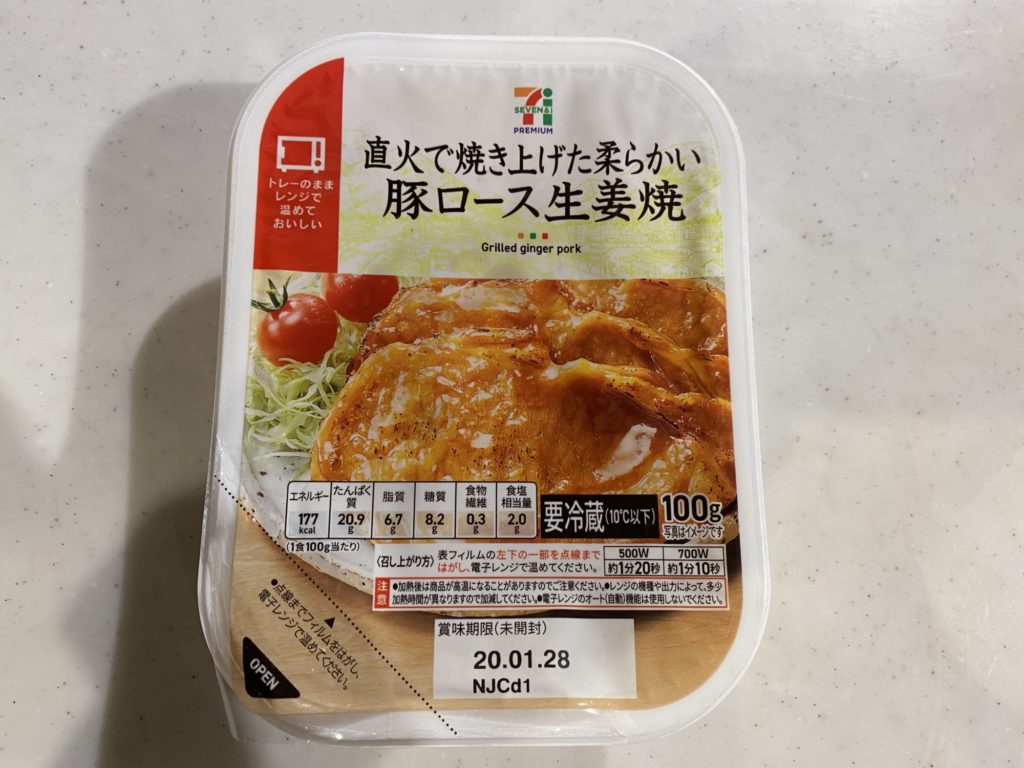 SEVEN&i
PREMIUM
直火で焼き上げた柔らかい
豚ロース生姜焼
Grilled ginger pork
トレーのまま
レンジで
温めて
おいしい
エネルギー 177 kcal
たんぱく質 20.9 g
脂質 6.7 g
糖質 8.2 g
食物繊維 0.3 g
食塩相当量 2.0 g
(1食100g当たり)
要冷蔵(10℃以下)
100g
写真はイメージです
〈召し上がり方〉
表フィルムの左下の一部を点線まで
はがし、電子レンジで温めてください。
500W 700W
約1分20秒 約1分10秒
注意
●加熱後は商品が高温になることがありますのでご注意ください。●レンジの機種や出力によって、多少
加熱時間が異なりますので加減してください。●電子レンジのオート(自動)機能は使用しないでください。
●点線までフィルムをはがし、
電子レンジで温めてください。
OPEN
賞味期限(未開封)
20.01.28
NJCd1